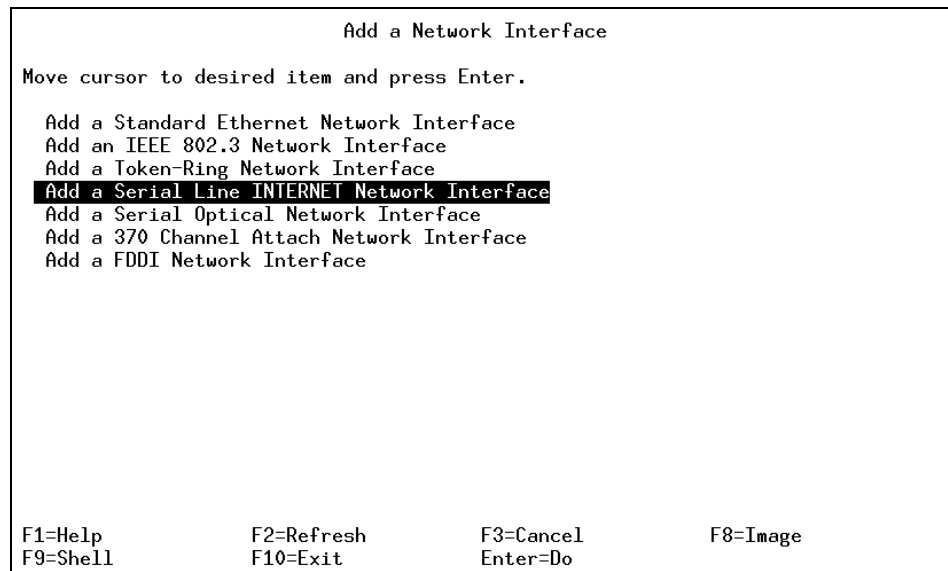 Add a Network Interface
Move cursor to desired item and press Enter.
Add a Standard Ethernet Network Interface
Add an IEEE 802.3 Network Interface
Add a Token-Ring Network Interface
Add a Serial Line INTERNET Network Interface
Add a Serial Optical Network Interface
Add a 370 Channel Attach Network Interface
Add a FDDI Network Interface
F1=Help F2=Refresh F3=Cancel F8=Image
F9=Shell F10=Exit Enter=Do